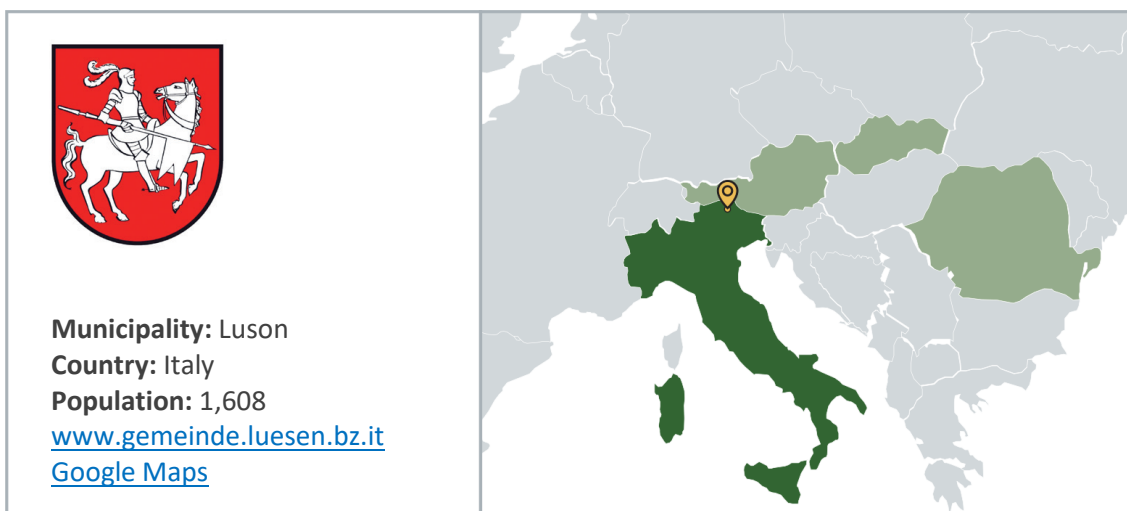 Municipality: Luson
Country: Italy
Population: 1,608
www.gemeinde.luesen.bz.it
Google Maps